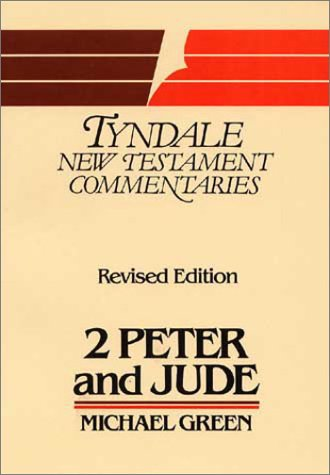 TYNDALE
NEW TESTAMENT
COMMENTARIES
Revised Edition
2 PETER
and JUDE
MICHAEL GREEN